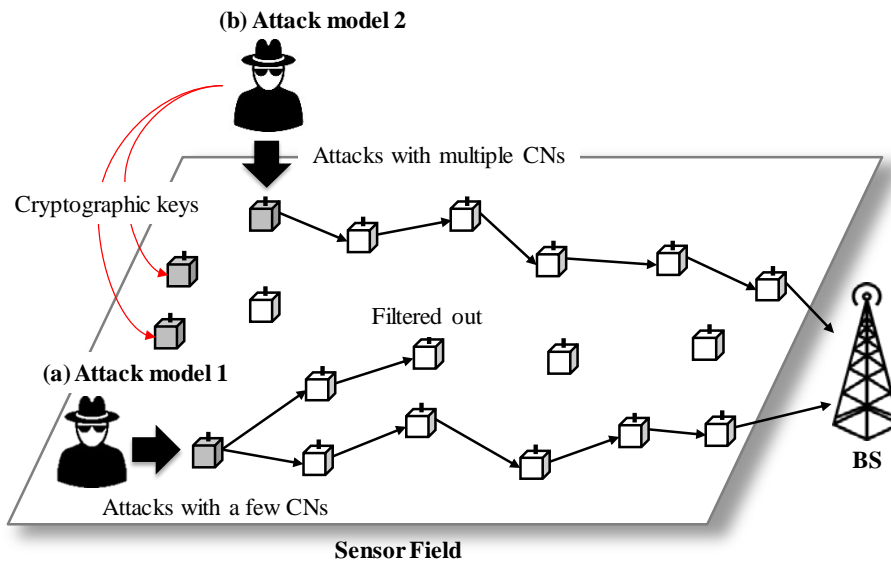 (b) Attack model 2
Attacks with multiple CNs
Cryptographic keys
Filtered out
(a) Attack model 1
BS
Attacks with a few CNs
Sensor Field